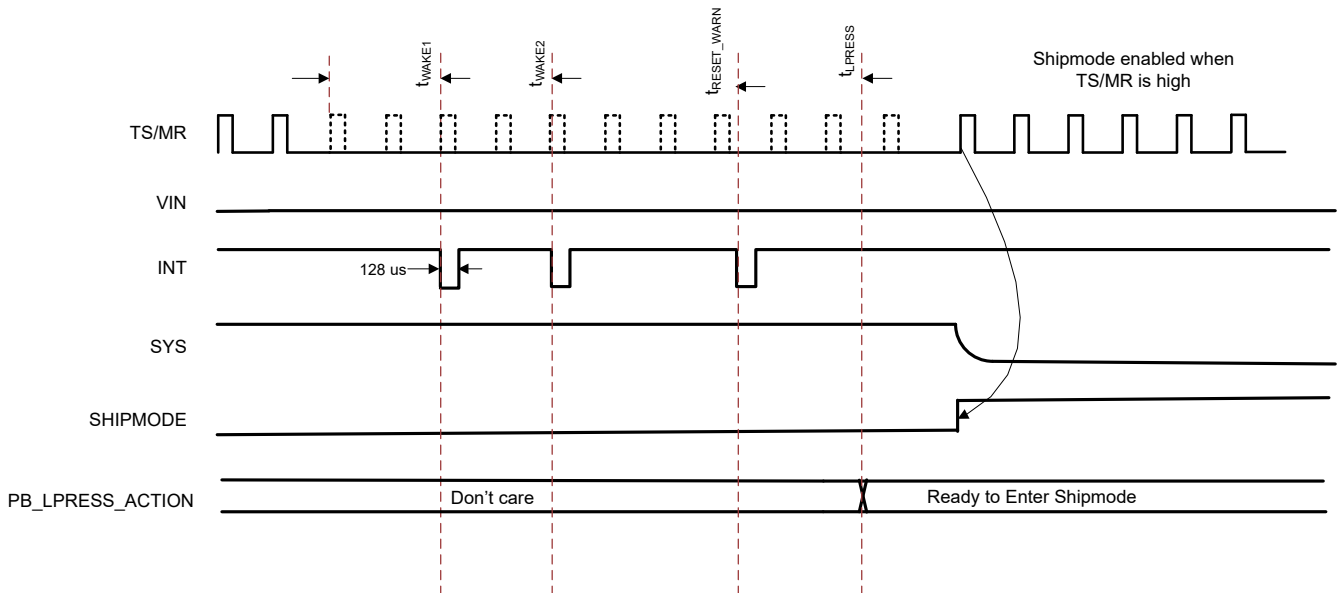 tWAKE1
tWAKE2
tRESET_WARN
tLPRESS
Shipmode enabled when
TS/MR is high
TS/MR
VIN
INT
128 us
SYS
SHIPMODE
PB_LPRESS_ACTION
Don't care
Ready to Enter Shipmode